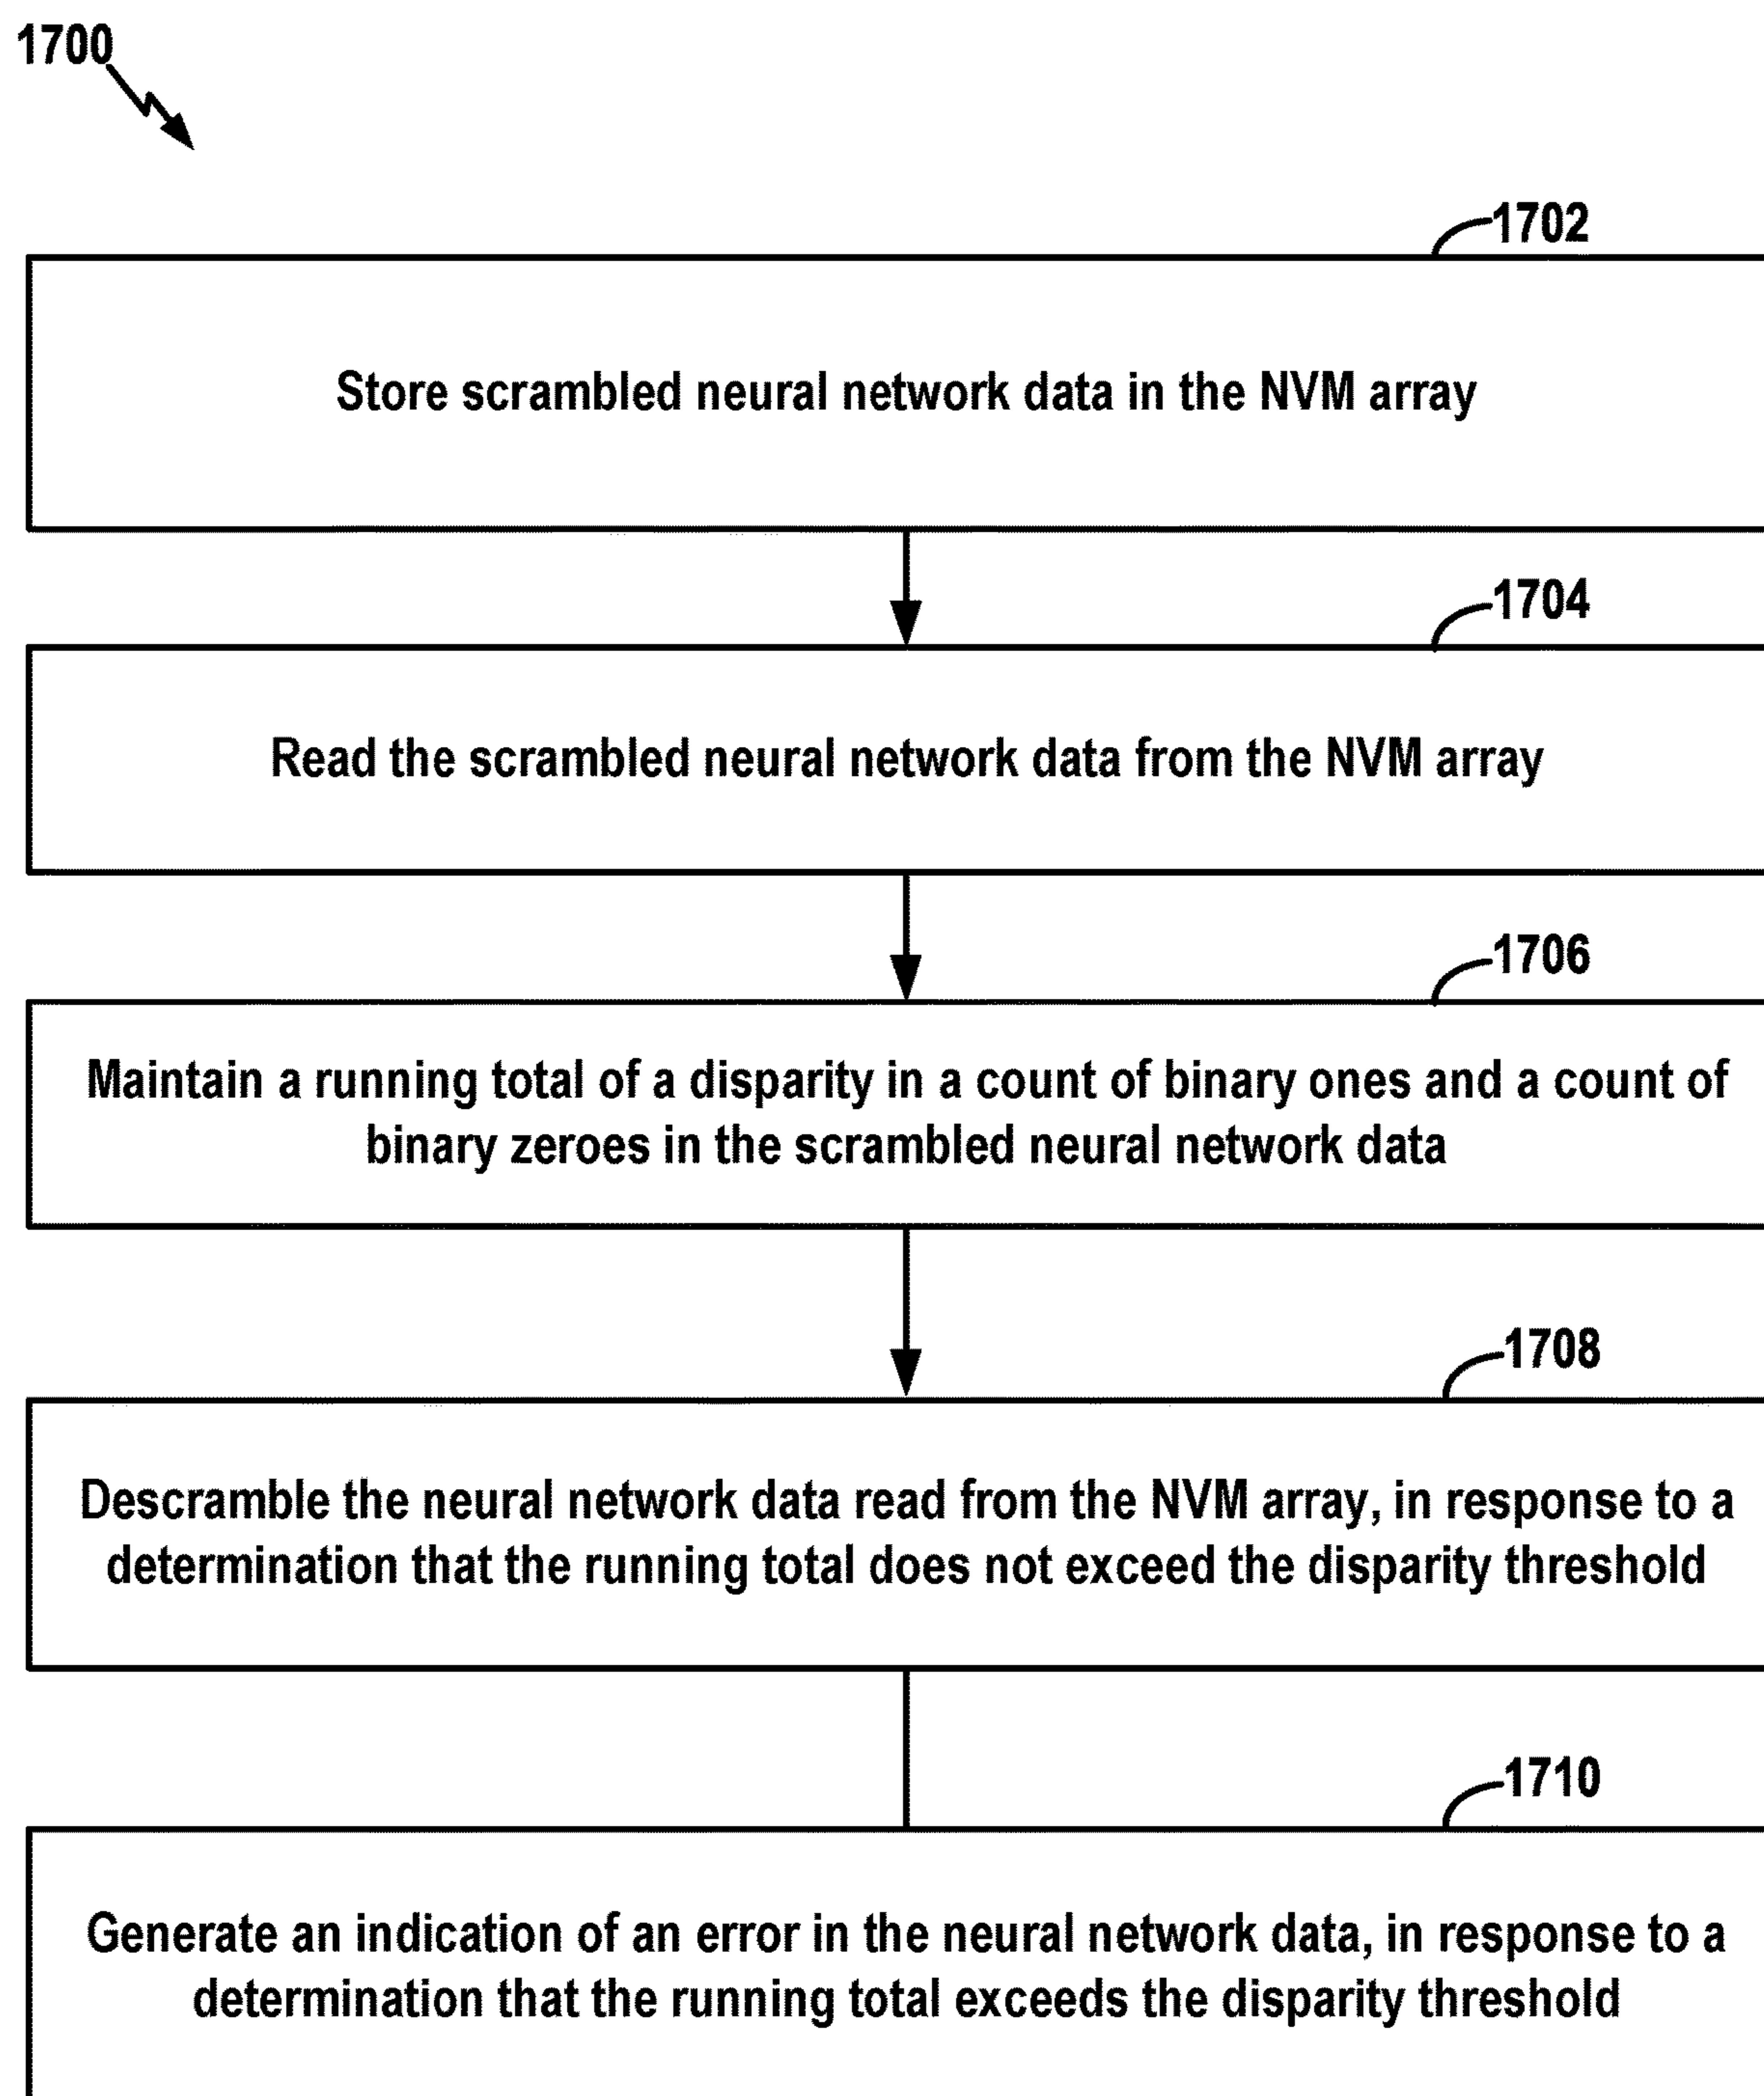 1700
1702
Store scrambled neural network data in the NVM array
1704
Read the scrambled neural network data from the NVM array
1706
Maintain a running total of a disparity in a count of binary ones and a count of
binary zeroes in the scrambled neural network data
1708
Descramble the neural network data read from the NVM array, in response to a
determination that the running total does not exceed the disparity threshold
1710
Generate an indication of an error in the neural network data, in response to a
determination that the running total exceeds the disparity threshold